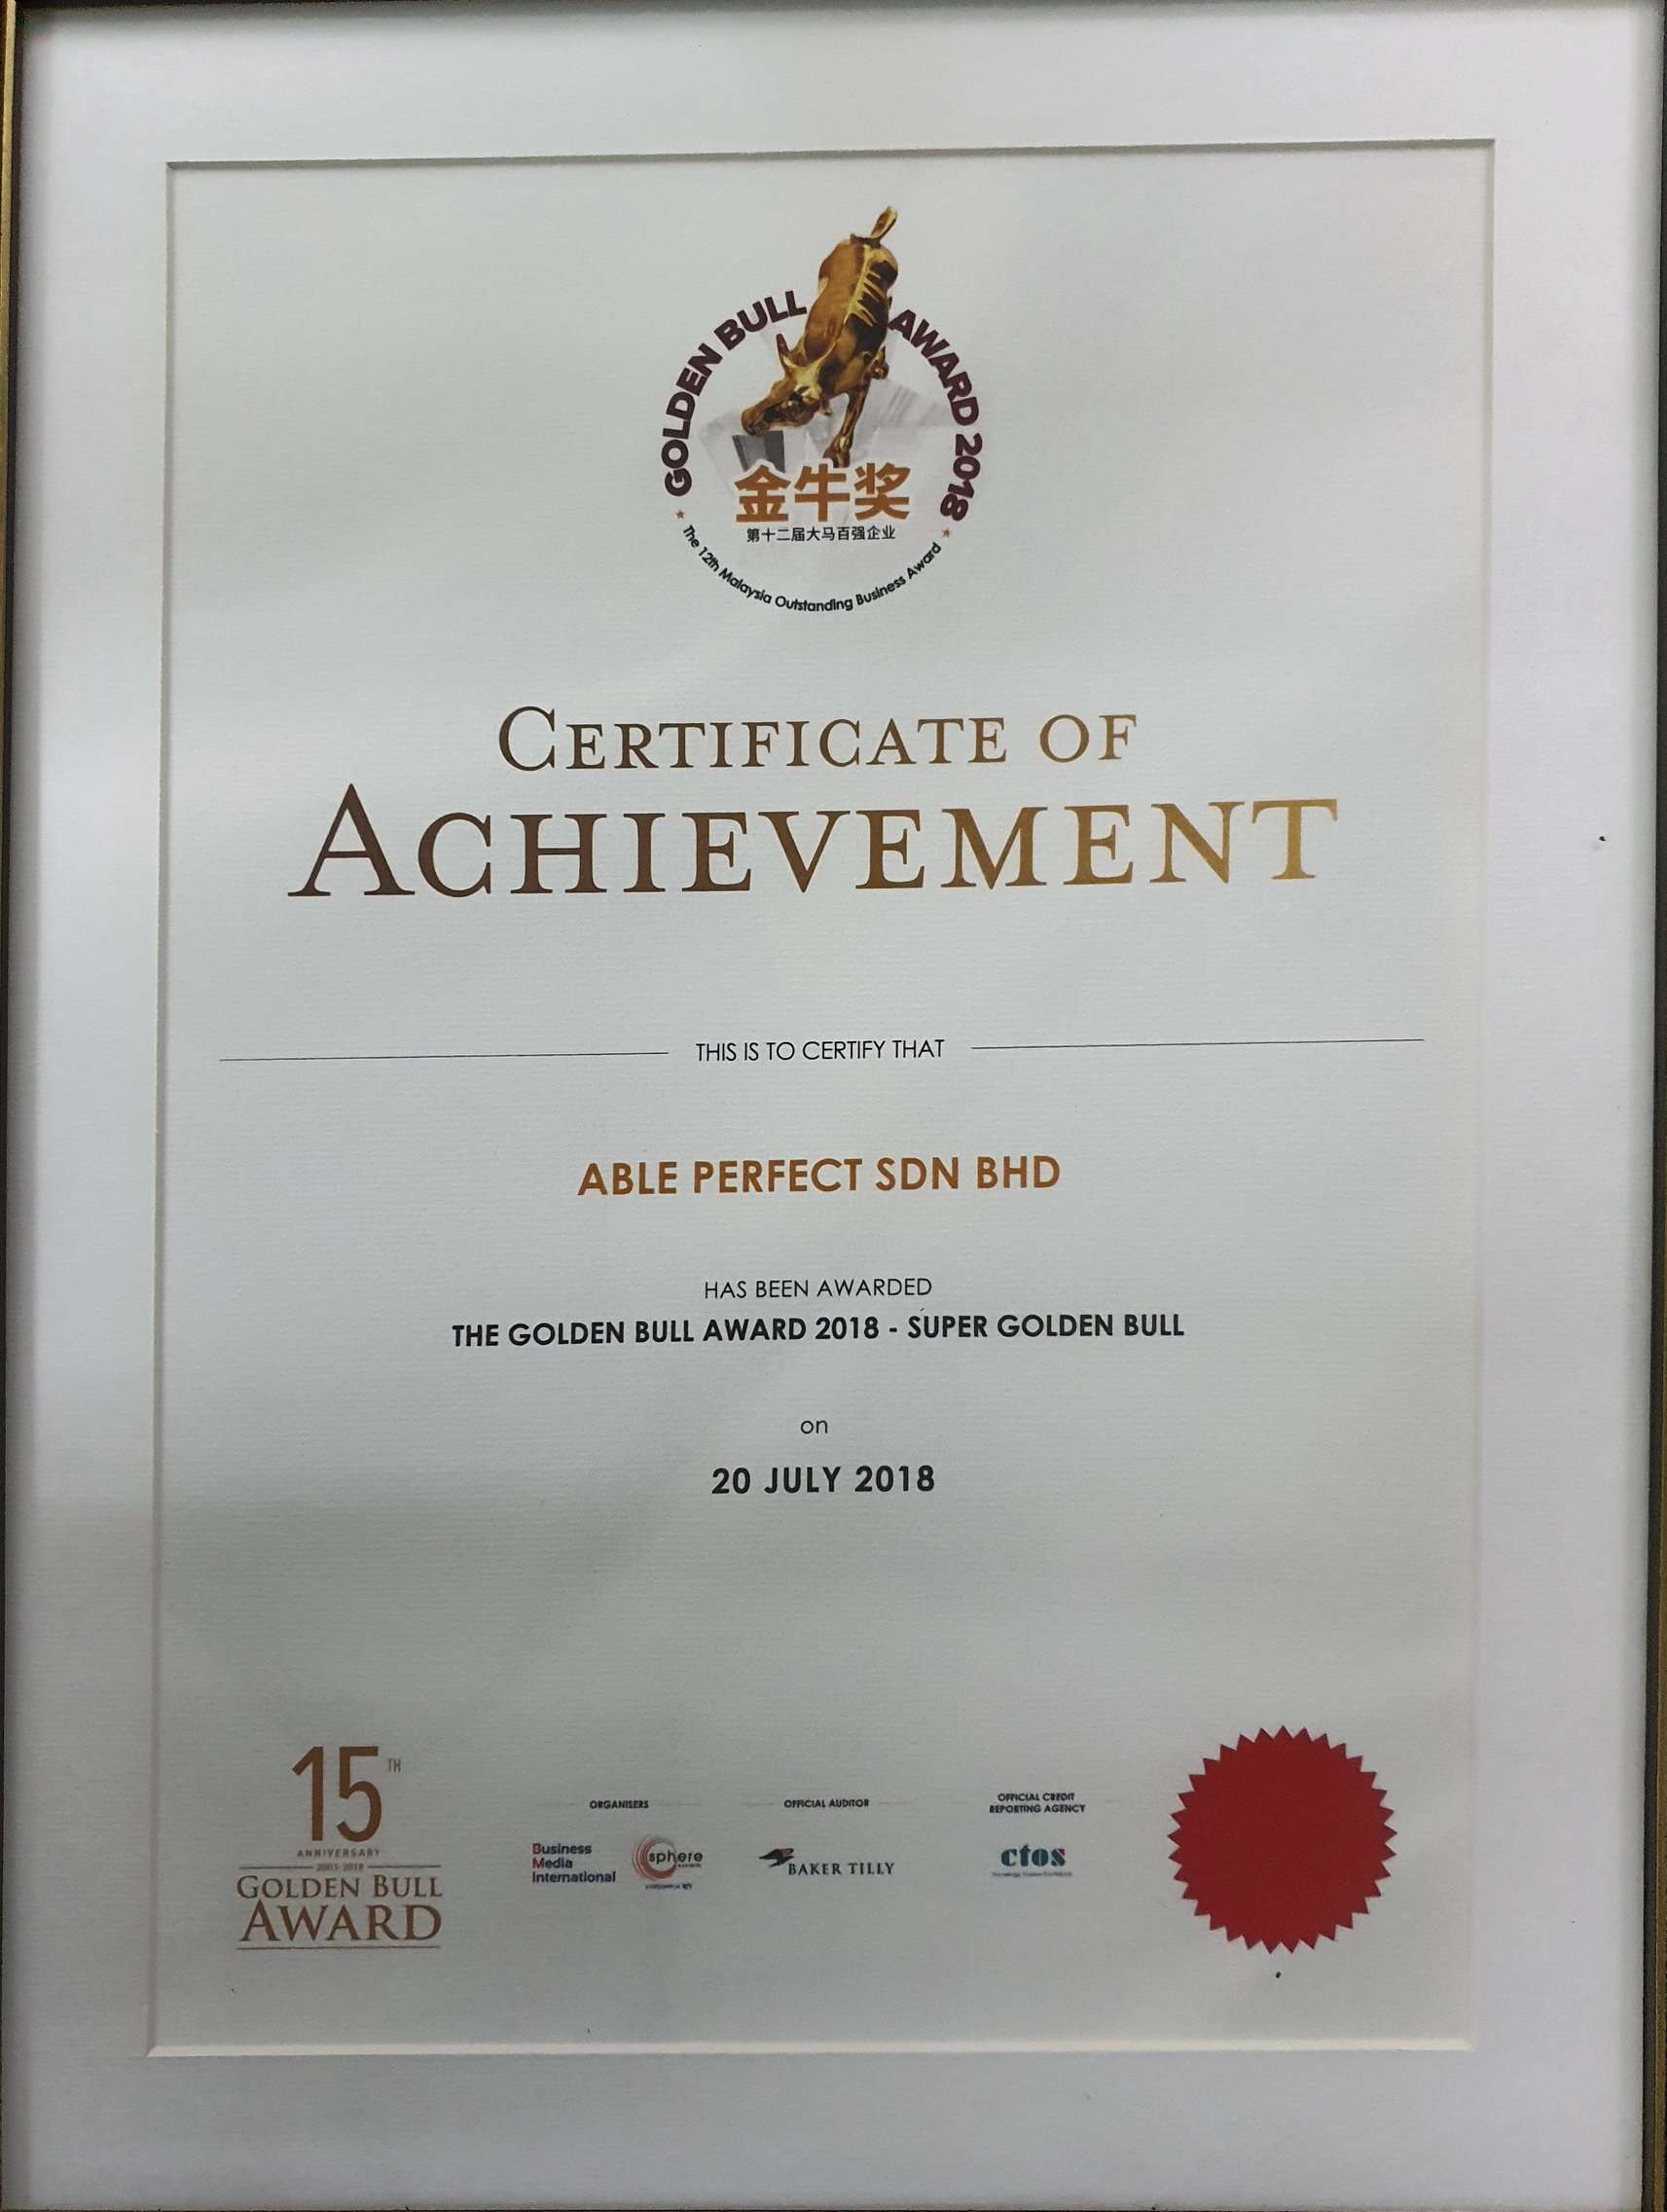 GOLDEN BULL AWARD 2018
金牛奖
第十二届大马百强企业
The 12th Malaysia Outstanding Business Award
CERTIFICATE OF
ACHIEVEMENT
THIS IS TO CERTIFY THAT
ABLE PERFECT SDN BHD
HAS BEEN AWARDED
THE GOLDEN BULL AWARD 2018 - SUPER GOLDEN BULL
on
20 JULY 2018
15TH
ANNIVERSARY
2003-2018
GOLDEN BULL
AWARD
ORGANISERS
Business
Media
International
sphere
OFFICIAL AUDITOR
BAKER TILLY
OFFICIAL CREDIT
REPORTING AGENCY
ctos